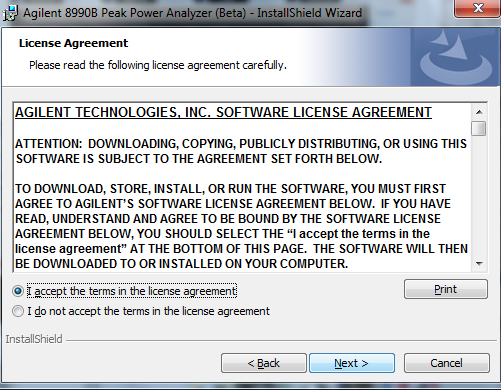 Agilent 8990B Peak Power Analyzer (Beta) - InstallShield Wizard
License Agreement
Please read the following license agreement carefully.
AGILENT TECHNOLOGIES, INC. SOFTWARE LICENSE AGREEMENT
ATTENTION:  DOWNLOADING, COPYING, PUBLICLY DISTRIBUTING, OR USING THIS
SOFTWARE IS SUBJECT TO THE AGREEMENT SET FORTH BELOW.
TO DOWNLOAD, STORE, INSTALL, OR RUN THE SOFTWARE, YOU MUST FIRST
AGREE TO AGILENT'S SOFTWARE LICENSE AGREEMENT BELOW.  IF YOU HAVE
READ, UNDERSTAND AND AGREE TO BE BOUND BY THE SOFTWARE LICENSE
AGREEMENT BELOW, YOU SHOULD SELECT THE “I accept the terms in the
license agreement” AT THE BOTTOM OF THIS PAGE.  THE SOFTWARE WILL THEN
BE DOWNLOADED TO OR INSTALLED ON YOUR COMPUTER.
I accept the terms in the license agreement
Print
I do not accept the terms in the license agreement
InstallShield
< Back
Next >
Cancel